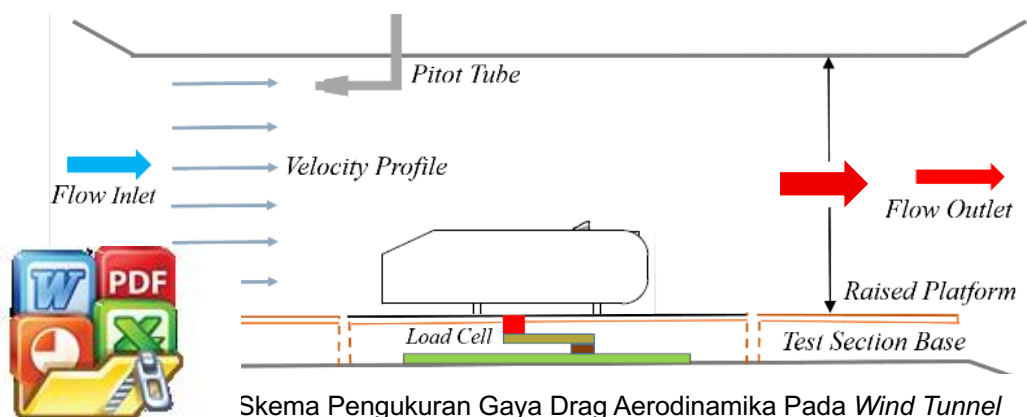 Pitot Tube
Velocity Profile
Flow Inlet
Flow Outlet
W PDF
X
Raised Platform
Load Cell
Test Section Base
Skema Pengukuran Gaya Drag Aerodinamika Pada Wind Tunnel